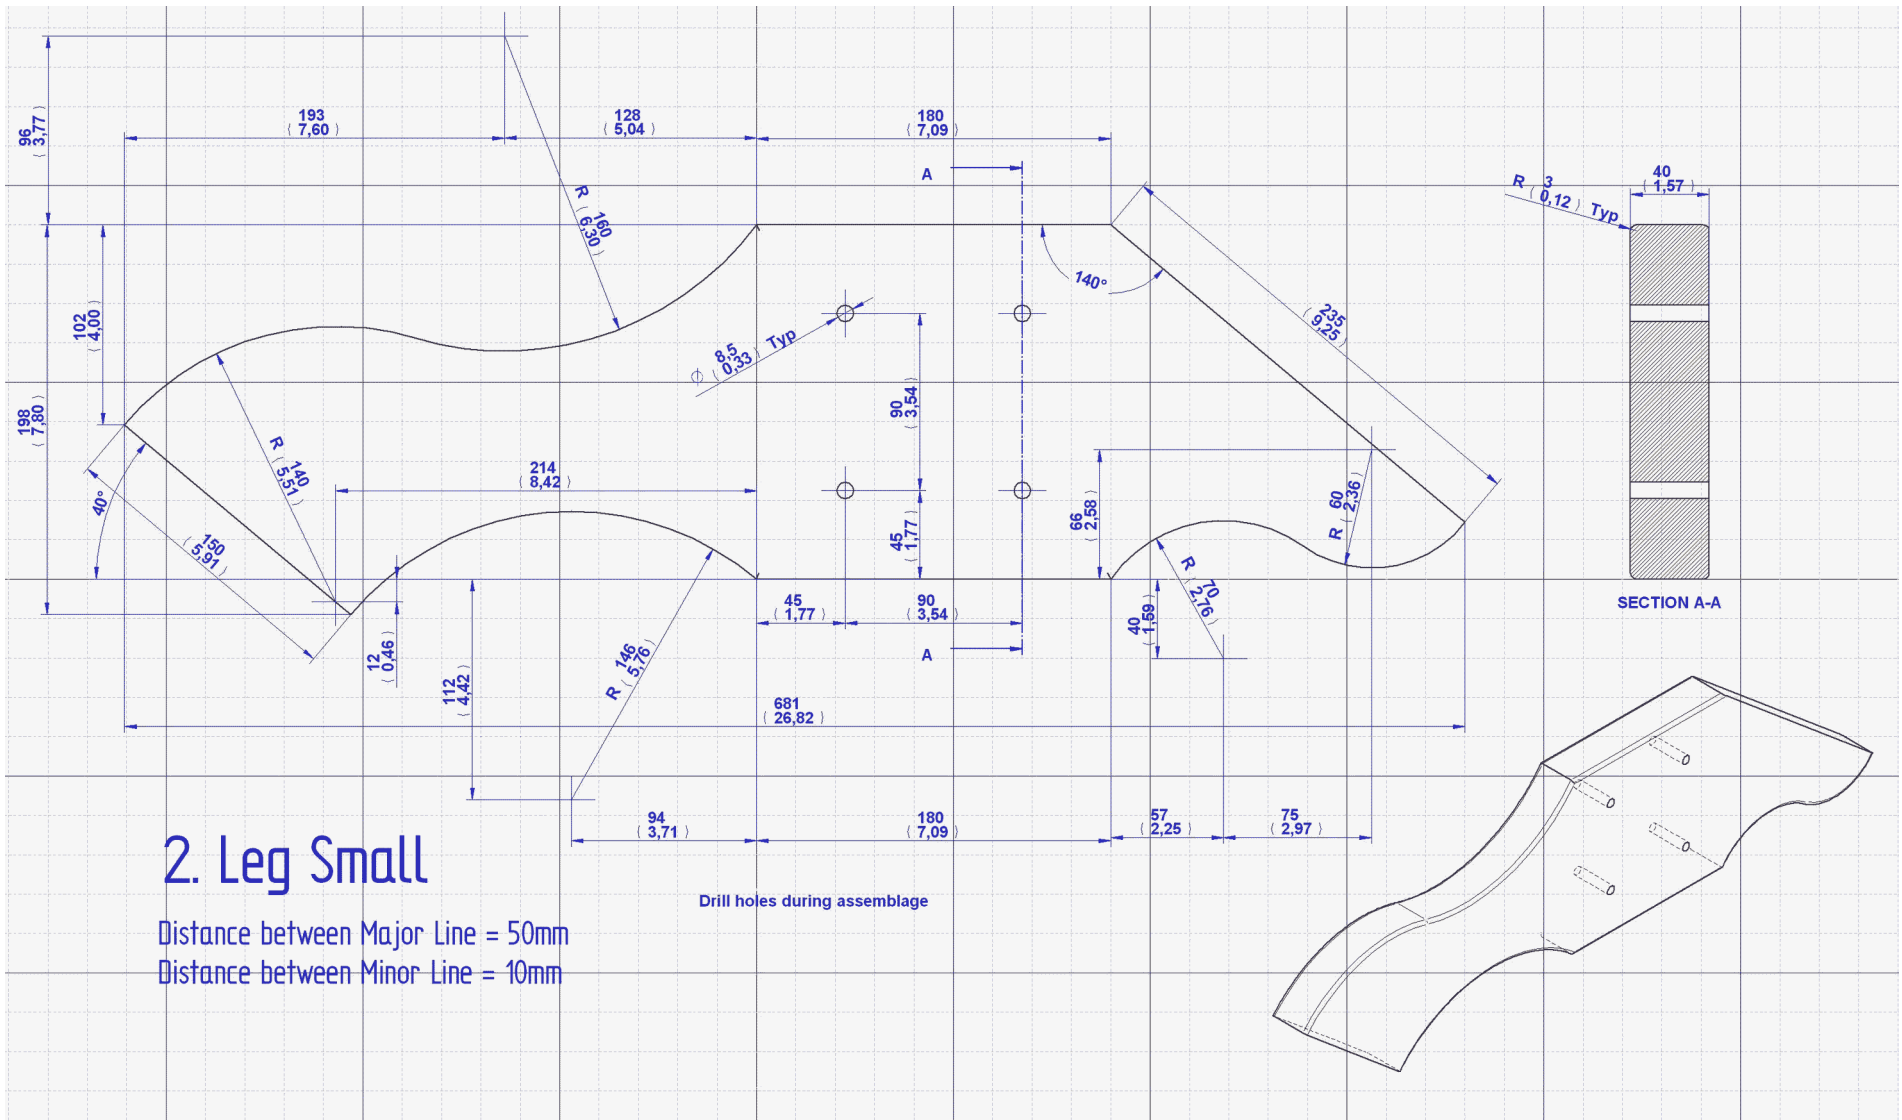 193
( 7,60 )
128
( 5,04 )
180
( 7,09 )
96
( 3,77 )
A
R 160
( 6,30 )
R 3
( 0,12 ) Typ
40
( 1,57 )
140°
102
( 4,00 )
198
( 7,80 )
235
( 9,25 )
Ø 8,5
( 0,33 ) Typ
90
( 3,54 )
R 140
( 5,51 )
214
( 8,42 )
40°
150
( 5,91 )
45
( 1,77 )
66
( 2,58 )
R 60
( 2,36 )
R 70
( 2,76 )
40
( 1,59 )
SECTION A-A
45
( 1,77 )
90
( 3,54 )
A
12
( 0,46 )
112
( 4,42 )
R 146
( 5,76 )
681
( 26,82 )
94
( 3,71 )
180
( 7,09 )
57
( 2,25 )
75
( 2,97 )
2. Leg Small
Drill holes during assemblage
Distance between Major Line = 50mm
Distance between Minor Line = 10mm